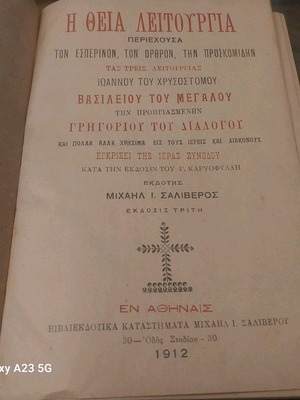 Η ΘΕΙΑ ΛΕΙΤΟΥΡΓΙΑ
ΠΕΡΙΕΧΟΥΣΑ
ΤΟΝ ΕΣΠΕΡΙΝΟΝ, ΤΟΝ ΟΡΘΡΟΝ, ΤΗΝ ΠΡΟΣΚΟΜΙΔΗΝ
ΤΑΣ ΤΡΕΙΣ ΛΕΙΤΟΥΡΓΙΑΣ
ΙΩΑΝΝΟΥ ΤΟΥ ΧΡΥΣΟΣΤΟΜΟΥ
ΒΑΣΙΛΕΙΟΥ ΤΟΥ ΜΕΓΑΛΟΥ
ΤΗΝ ΠΡΟΗΓΙΑΣΜΕΝΗΝ
ΓΡΗΓΟΡΙΟΥ ΤΟΥ ΔΙΑΛΟΓΟΥ
ΚΑΙ ΠΟΛΛΑ ΑΛΛΑ ΧΡΗΣΙΜΑ ΕΙΣ ΤΟΥΣ ΙΕΡΕΙΣ ΚΑΙ ΔΙΑΚΟΝΟΥΣ
ΕΓΚΡΙΣΕΙ ΤΗΣ ΙΕΡΑΣ ΣΥΝΟΔΟΥ
ΚΑΤΑ ΤΗΝ ΕΚΔΟΣΙΝ ΤΟΥ Γ. ΚΑΡΥΟΦΥΛΛΗ
ΕΚΔΟΤΗΣ
ΜΙΧΑΗΛ Ι. ΣΑΛΙΒΕΡΟΣ
ΕΚΔΟΣΙΣ ΤΡΙΤΗ
ΕΝ ΑΘΗΝΑΙΣ
ΒΙΒΛΙΕΚΔΟΤΙΚΑ ΚΑΤΑΣΤΗΜΑΤΑ ΜΙΧΑΗΛ Ι. ΣΑΛΙΒΕΡΟΥ
30—Ὁδὸς Σταδίου—30
1912
xy A23 5G